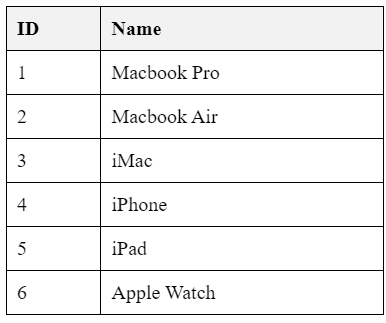 ID Name
1 Macbook Pro
2 Macbook Air
3 iMac
4 iPhone
5 iPad
6 Apple Watch